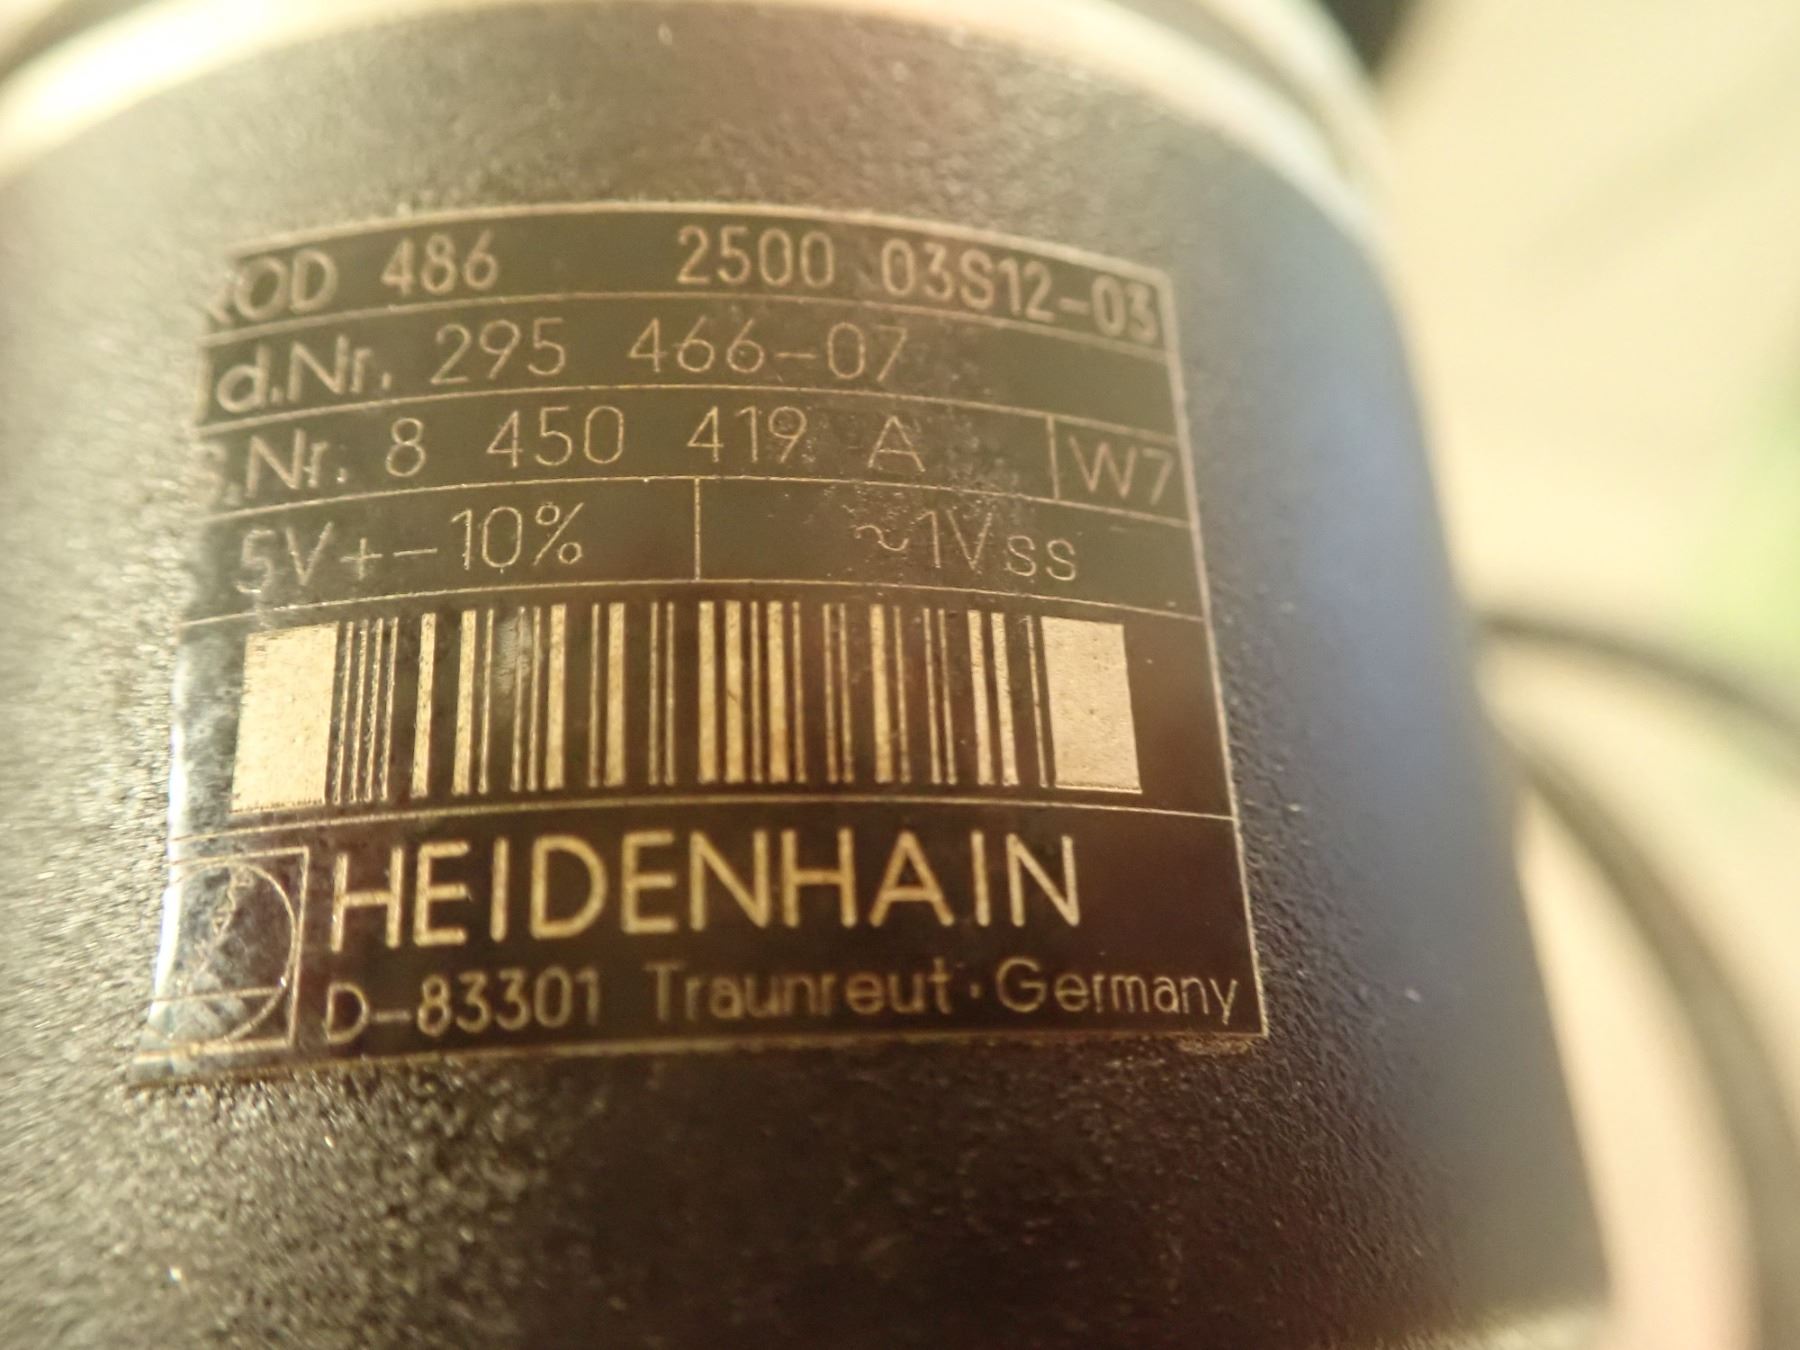 ROD 486 2500 03S12-03
Id.Nr. 295 466-07
S.Nr. 8 450 419 A W7
5V+-10% ~1Vss
HEIDENHAIN
D-83301 Traunreut · Germany